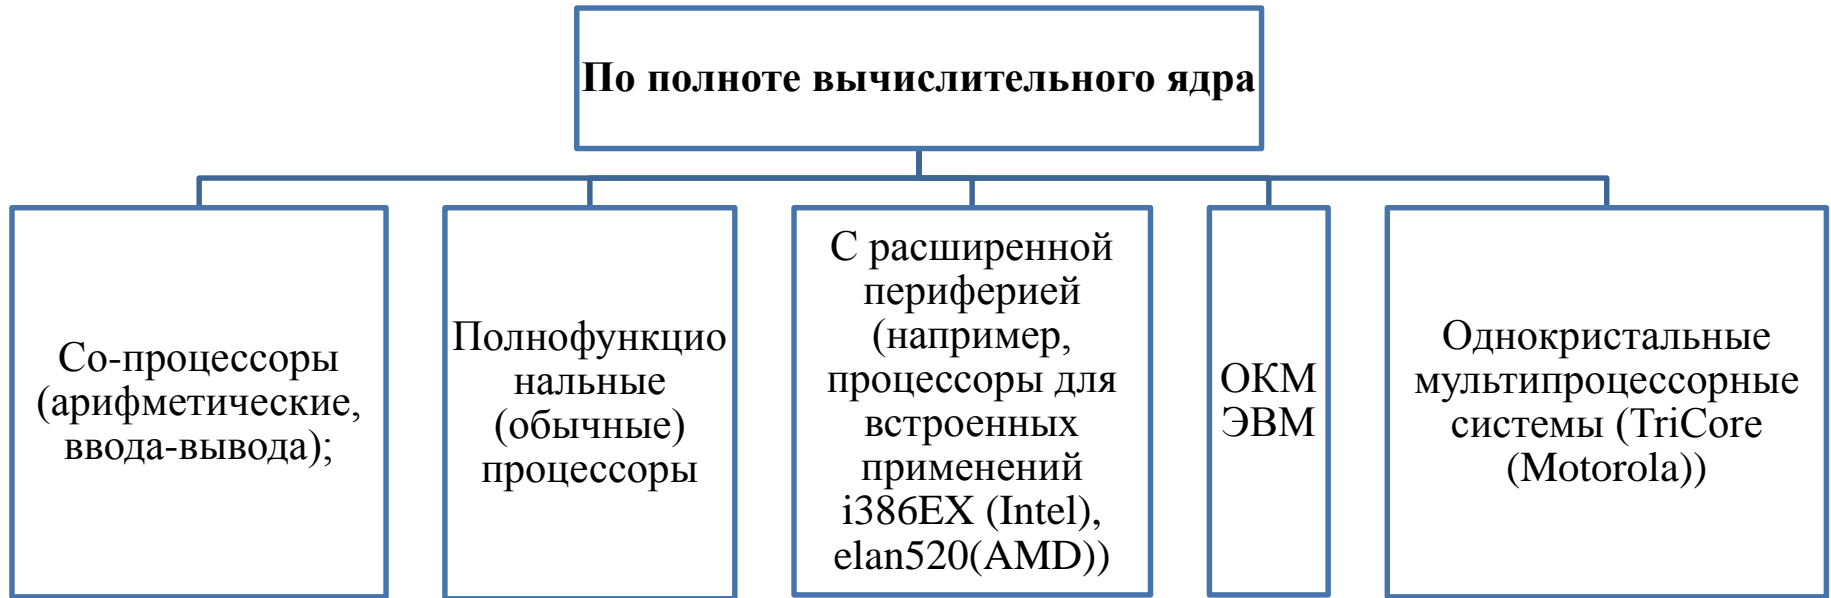 По полноте вычислительного ядра
Со-процессоры
(арифметические,
ввода-вывода);
Полнофункцио
нальные
(обычные)
процессоры
С расширенной
периферией
(например,
процессоры для
встроенных
применений
i386EX (Intel),
elan520(AMD))
ОКМ
ЭВМ
Однокристальные
мультипроцессорные
системы (TriCore
(Motorola))